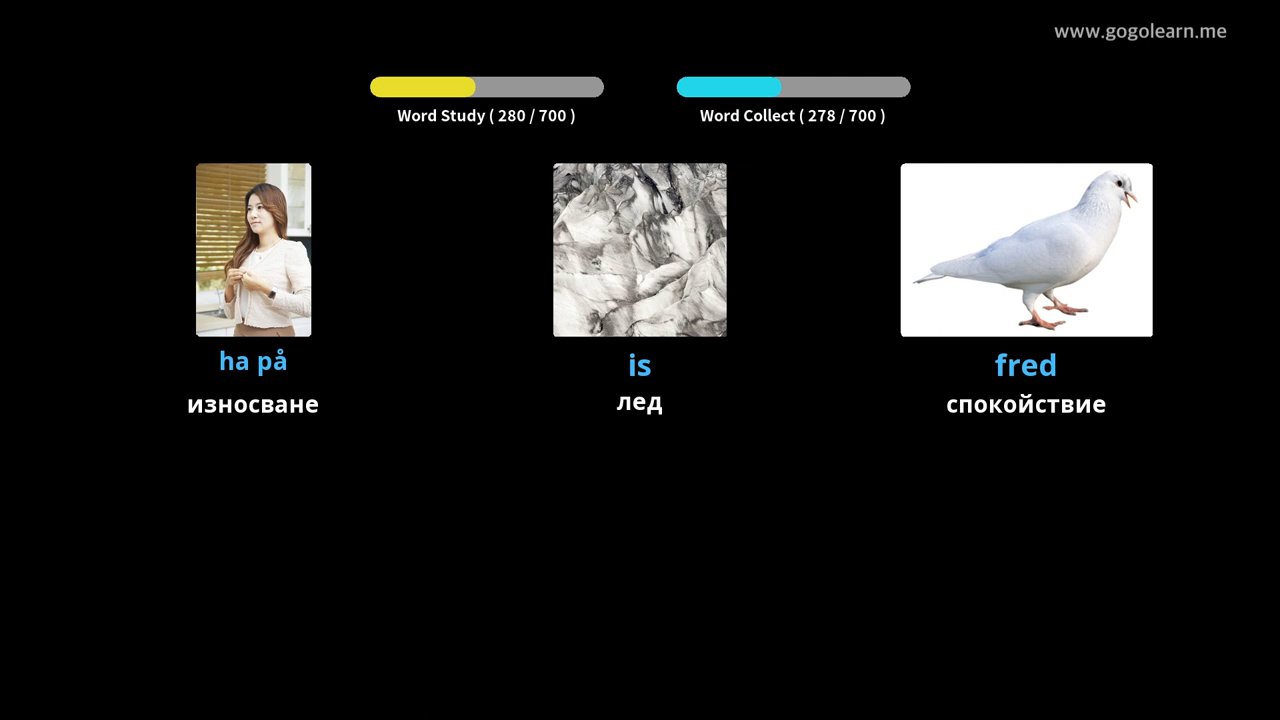 www.gogolearn.me
Word Study ( 280 / 700 )
Word Collect ( 278 / 700 )
ha på
износване
is
лед
fred
спокойствие